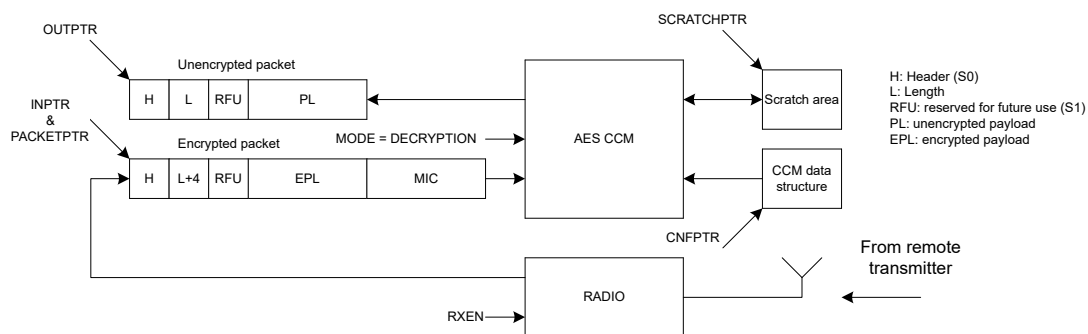 SCRATCHPTR
OUTPTR
Unencrypted packet
H L RFU PL
Scratch area
H: Header (S0)
L: Length
RFU: reserved for future use (S1)
PL: unencrypted payload
EPL: encrypted payload
INPTR
&
PACKETPTR
MODE = DECRYPTION
AES CCM
Encrypted packet
H L+4 RFU EPL MIC
CCM data
structure
CNFPTR
From remote
transmitter
RADIO
RXEN